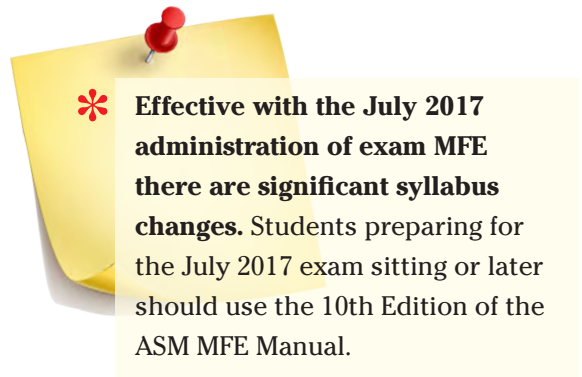 * Effective with the July 2017
administration of exam MFE
there are significant syllabus
changes. Students preparing for
the July 2017 exam sitting or later
should use the 10th Edition of the
ASM MFE Manual.